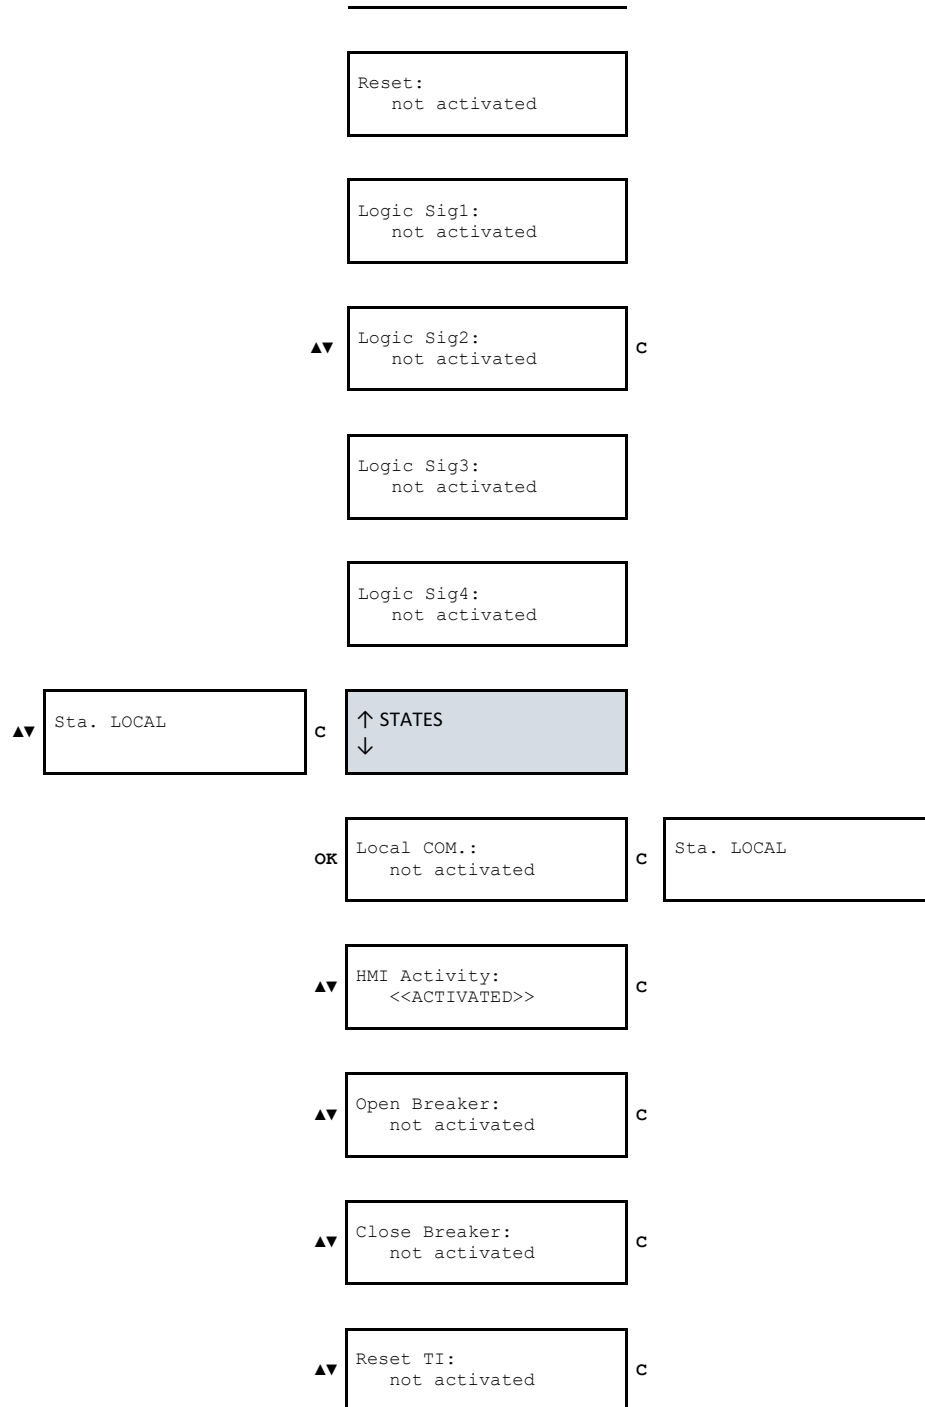 Reset:
not activated
Logic Sig1:
not activated
▲▼
Logic Sig2:
not activated
C
Logic Sig3:
not activated
Logic Sig4:
not activated
▲▼
Sta. LOCAL
C
↑ STATES
↓
OK
Local COM.:
not activated
C
Sta. LOCAL
▲▼
HMI Activity:
<<ACTIVATED>>
C
▲▼
Open Breaker:
not activated
C
▲▼
Close Breaker:
not activated
C
▲▼
Reset TI:
not activated
C